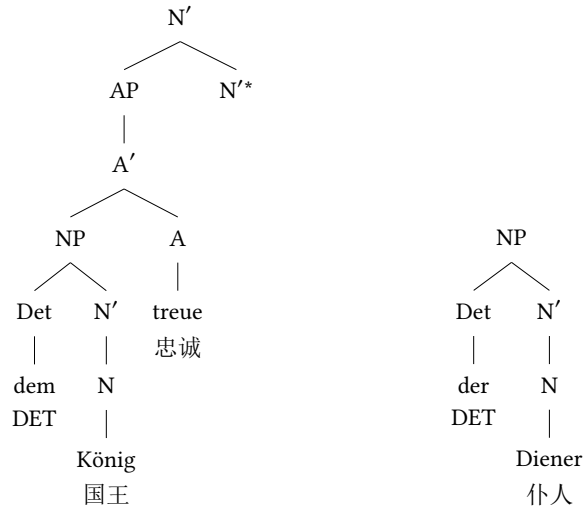 N′
AP N′*
A′
NP A NP
Det N′ treue Det N′
忠诚
dem N der N
DET DET
König Diener
国王 仆人